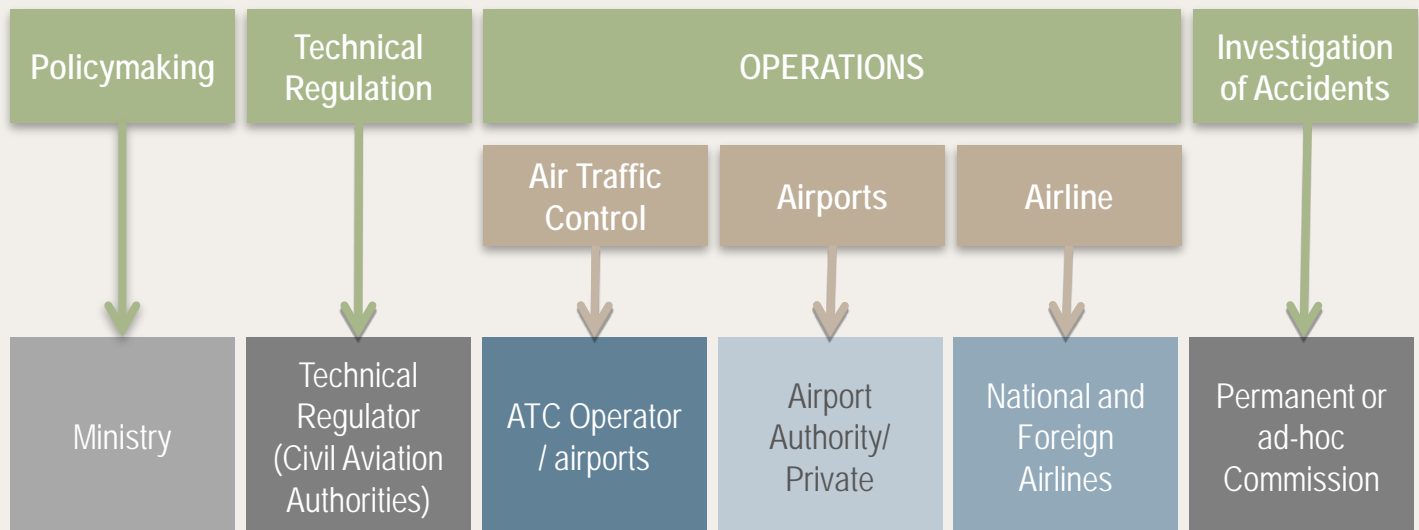 Policymaking
Technical
Regulation
OPERATIONS
Investigation
of Accidents
Air Traffic
Control
Airports
Airline
Ministry
Technical
Regulator
(Civil Aviation
Authorities)
ATC Operator
/ airports
Airport
Authority/
Private
National and
Foreign
Airlines
Permanent or
ad-hoc
Commission